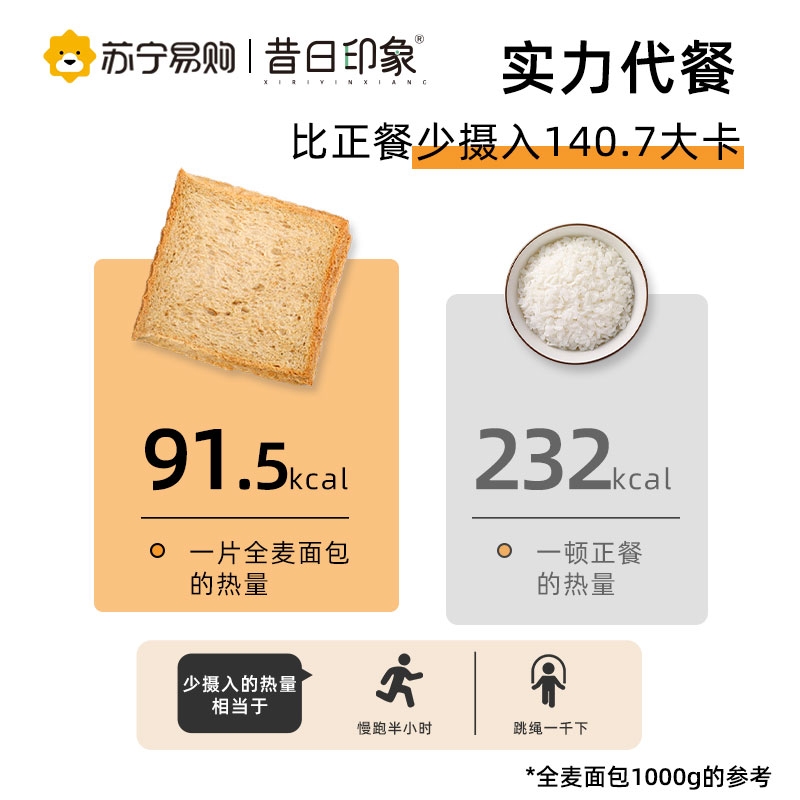 苏宁易购 | 昔日印象®
XIRIYINXIANG
实力代餐
比正餐少摄入140.7大卡
91.5kcal
一片全麦面包
的热量
232kcal
一顿正餐
的热量
少摄入的热量
相当于
慢跑半小时
跳绳一千下
*全麦面包1000g的参考